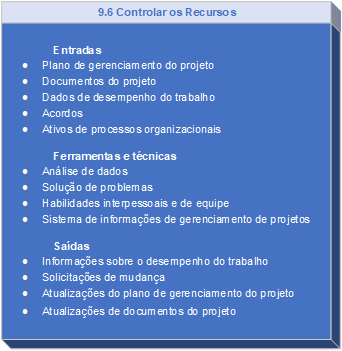 9.6 Controlar os Recursos
Entradas
● Plano de gerenciamento do projeto
● Documentos do projeto
● Dados de desempenho do trabalho
● Acordos
● Ativos de processos organizacionais
Ferramentas e técnicas
● Análise de dados
● Solução de problemas
● Habilidades interpessoais e de equipe
● Sistema de informações de gerenciamento de projetos
Saídas
● Informações sobre o desempenho do trabalho
● Solicitações de mudança
● Atualizações do plano de gerenciamento do projeto
● Atualizações de documentos do projeto